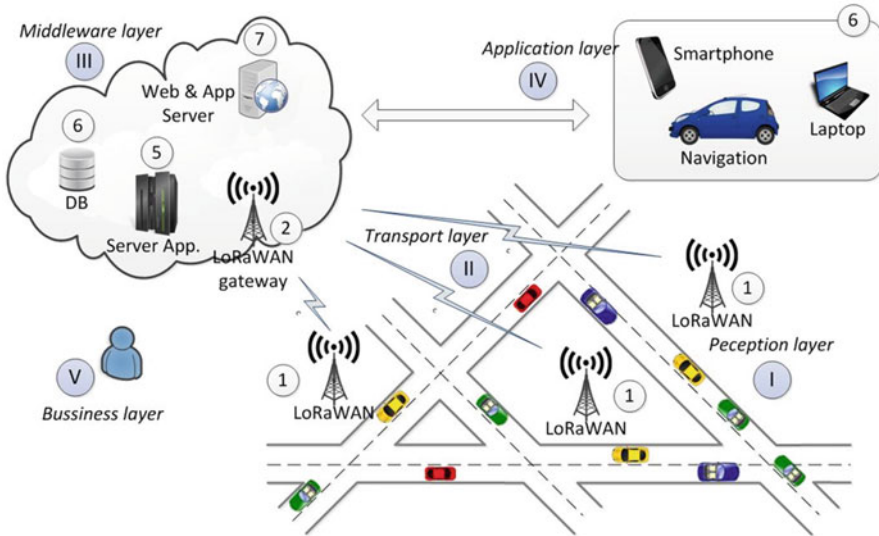 Middleware layer
III
7
Web & App
Server
6
DB
5
Server App.
2
LoRaWAN
gateway
Application layer
IV
6
Smartphone
Navigation
Laptop
Transport layer
II
1
LoRaWAN
Peception layer
I
1
LoRaWAN
1
LoRaWAN
V
Bussiness layer